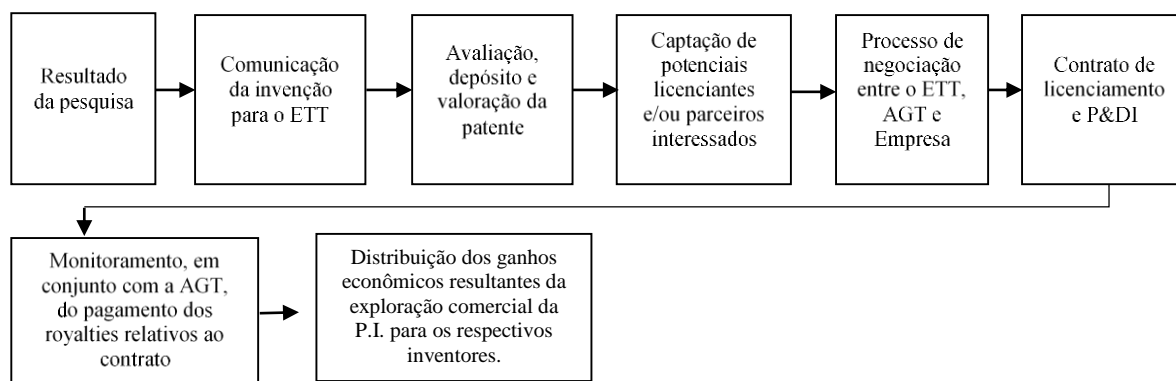 Resultado
da pesquisa
Comunicação
da invenção
para o ETT
Avaliação,
depósito e
valoração da
patente
Captação de
potenciais
licenciantes
e/ou parceiros
interessados
Processo de
negociação
entre o ETT,
AGT e
Empresa
Contrato de
licenciamento
e P&DI
Monitoramento, em
conjunto com a AGT,
do pagamento dos
royalties relativos ao
contrato
Distribuição dos ganhos
econômicos resultantes da
exploração comercial da
P.I. para os respectivos
inventores.